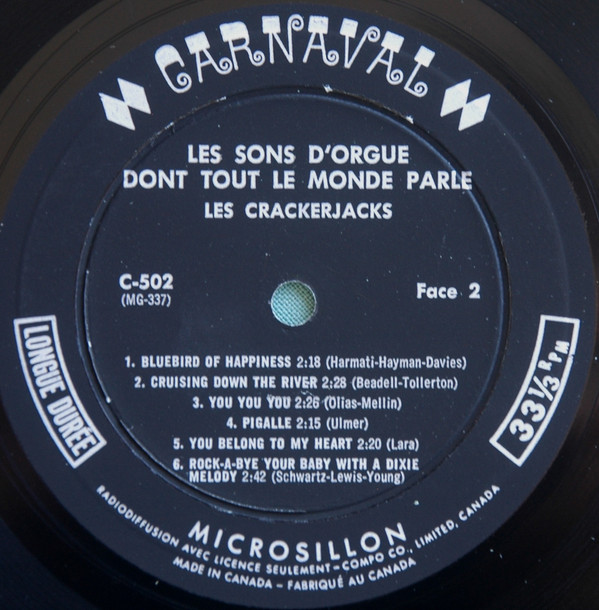 CARNAVAL
LES SONS D'ORGUE
DONT TOUT LE MONDE PARLE
LES CRACKERJACKS
C-502
(MG-337)
Face 2
LONGUE DURÉE
33 1/3 RPM
1. BLUEBIRD OF HAPPINESS 2:18 (Harmati-Hayman-Davies)
2. CRUISING DOWN THE RIVER 2:28 (Beadell-Tollerton)
3. YOU YOU YOU 2:26 (Olias-Mellin)
4. PIGALLE 2:15 (Ulmer)
5. YOU BELONG TO MY HEART 2:20 (Lara)
6. ROCK-A-BYE YOUR BABY WITH A DIXIE
MELODY 2:42 (Schwartz-Lewis-Young)
MICROSILLON
RADIODIFFUSION AVEC LICENCE SEULEMENT-COMPO CO., LIMITED, CANADA
MADE IN CANADA - FABRIQUÉ AU CANADA